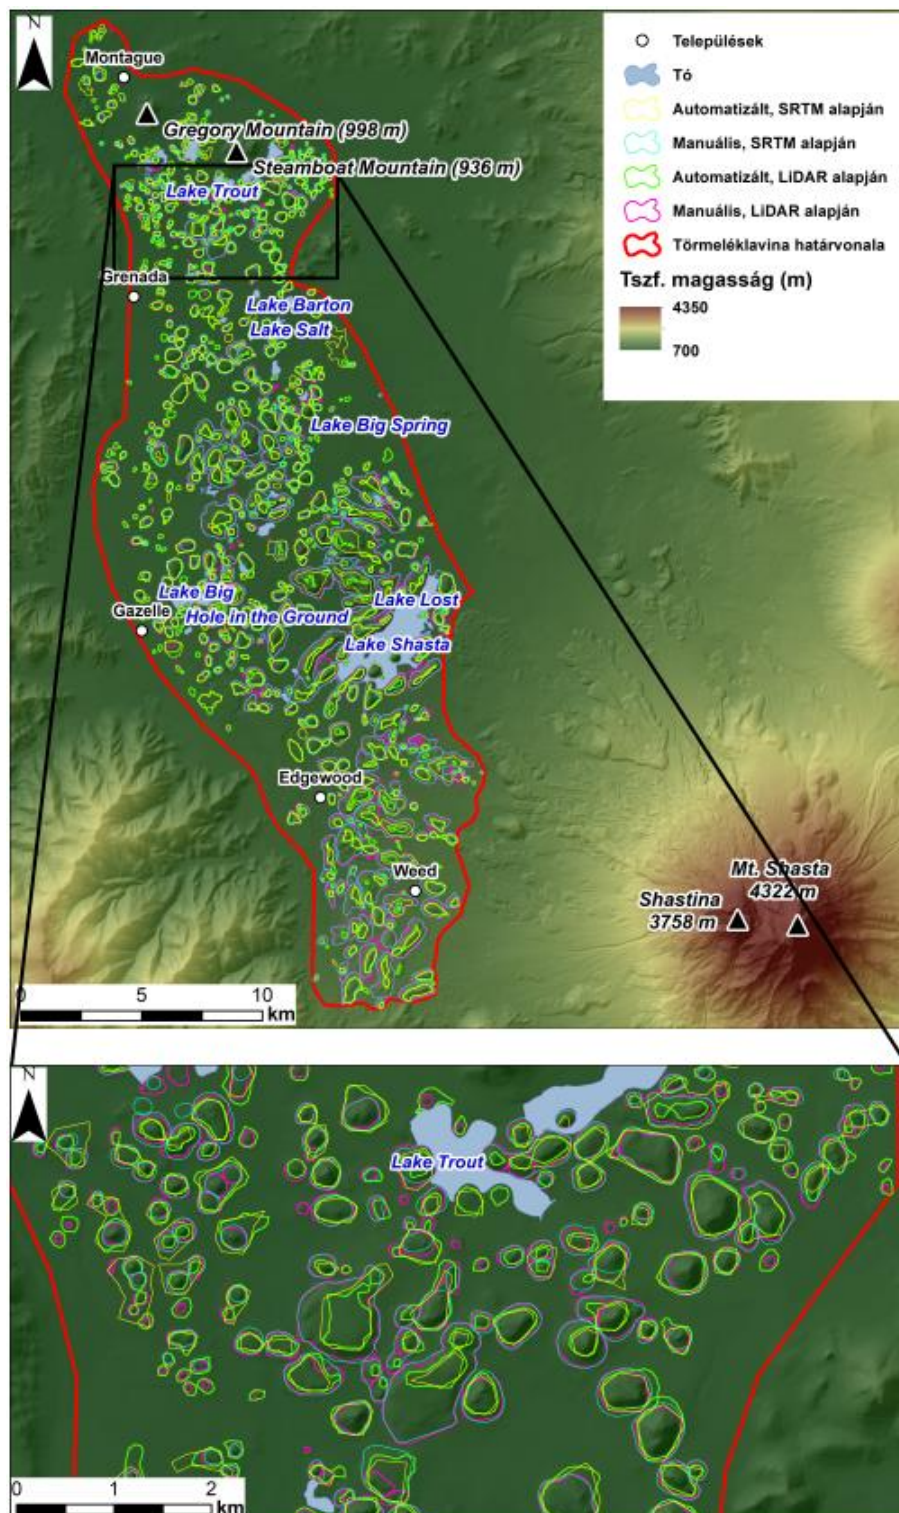 N
Montague
Gregory Mountain (998 m)
Steamboat Mountain (936 m)
Lake Trout
Grenada
Lake Barton
Lake Salt
Lake Big Spring
Lake Big
Gazelle
Hole in the Ground
Lake Lost
Lake Shasta
Edgewood
Weed
Mt. Shasta
4322 m
Shastina
3758 m
0 5 10
km
Települések
Tó
Automatizált, SRTM alapján
Manuális, SRTM alapján
Automatizált, LiDAR alapján
Manuális, LiDAR alapján
Törmeléklavina határvonala
Tszf. magasság (m)
4350
700
N
Lake Trout
0 1 2
km